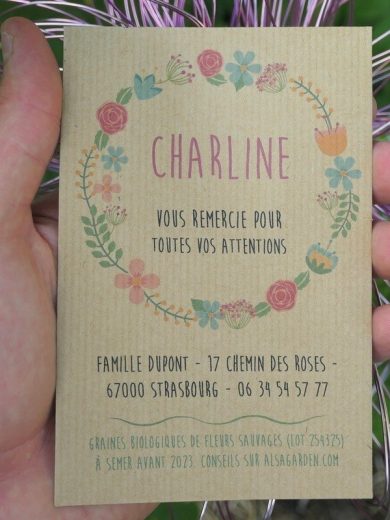 CHARLINE
VOUS REMERCIE POUR
TOUTES VOS ATTENTIONS
FAMILLE DUPONT - 17 CHEMIN DES ROSES -
67000 STRASBOURG - 06 34 54 57 77
GRAINES BIOLOGIQUES DE FLEURS SAUVAGES (LOT 254325)
À SEMER AVANT 2023. CONSEILS SUR ALSAGARDEN.COM